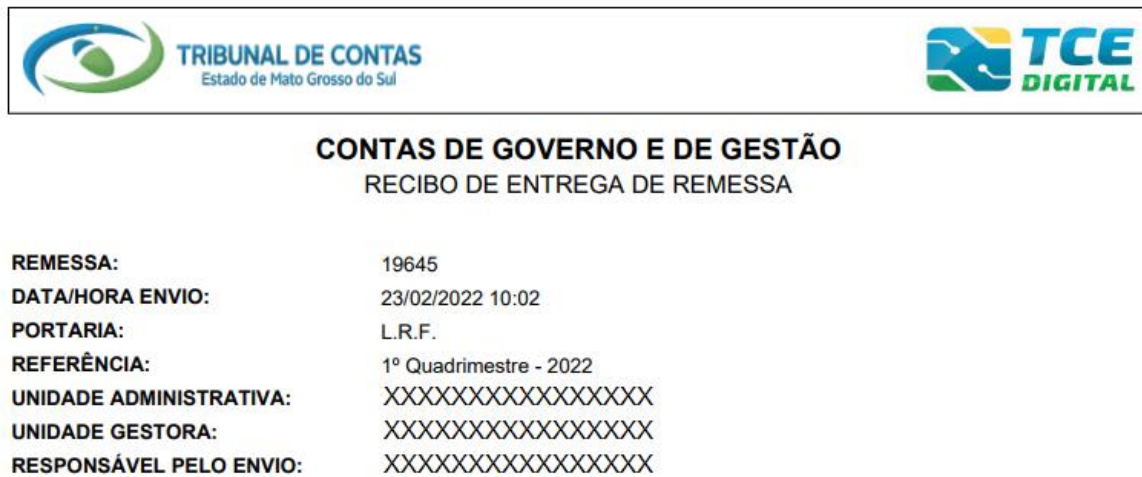 TRIBUNAL DE CONTAS
Estado de Mato Grosso do Sul
TCE
DIGITAL
CONTAS DE GOVERNO E DE GESTÃO
RECIBO DE ENTREGA DE REMESSA
REMESSA: 19645
DATA/HORA ENVIO: 23/02/2022 10:02
PORTARIA: L.R.F.
REFERÊNCIA: 1º Quadrimestre - 2022
UNIDADE ADMINISTRATIVA: XXXXXXXXXXXXXXXX
UNIDADE GESTORA: XXXXXXXXXXXXXXXX
RESPONSÁVEL PELO ENVIO: XXXXXXXXXXXXXXXX